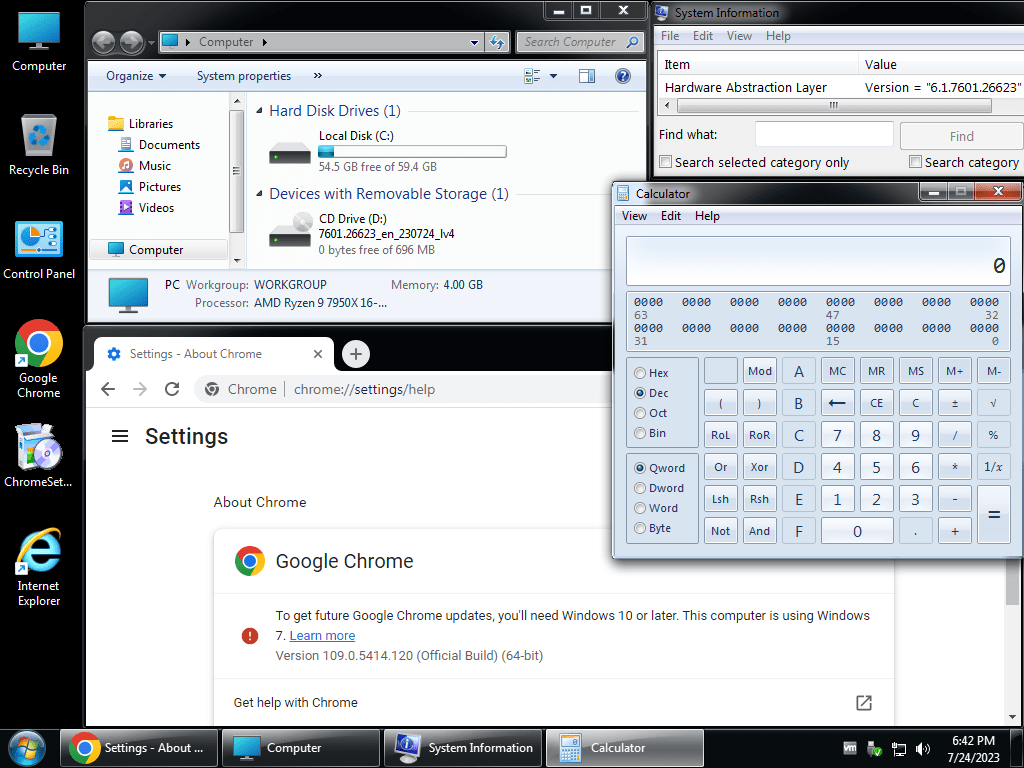 Computer
Recycle Bin
Control Panel
Google
Chrome
ChromeSet...
Internet
Explorer
Computer
Search Computer
Organize
System properties
»
Libraries
Documents
Music
Pictures
Videos
Computer
Hard Disk Drives (1)
Local Disk (C:)
54.5 GB free of 59.4 GB
Devices with Removable Storage (1)
CD Drive (D:)
7601.26623_en_230724_lv4
0 bytes free of 696 MB
PC Workgroup: WORKGROUP Memory: 4.00 GB
Processor: AMD Ryzen 9 7950X 16-...
System Information
File Edit View Help
Item Value
Hardware Abstraction Layer Version = "6.1.7601.26623"
Find what: Find
Search selected category only Search category
Calculator
View Edit Help
0
0000 0000 0000 0000 0000 0000 0000 0000
63 47 32
0000 0000 0000 0000 0000 0000 0000 0000
31 15 0
Hex
Dec
Oct
Bin
Qword
Dword
Word
Byte
Mod A MC MR MS M+ M-
( ) B ← CE C ± √
RoL RoR C 7 8 9 / %
Or Xor D 4 5 6 * 1/x
Lsh Rsh E 1 2 3 - =
Not And F 0 . +
Settings - About Chrome
Chrome | chrome://settings/help
Settings
About Chrome
Google Chrome
To get future Google Chrome updates, you'll need Windows 10 or later. This computer is using Windows
7. Learn more
Version 109.0.5414.120 (Official Build) (64-bit)
Get help with Chrome
Settings - About ...
Computer
System Information
Calculator
vm
6:42 PM
7/24/2023